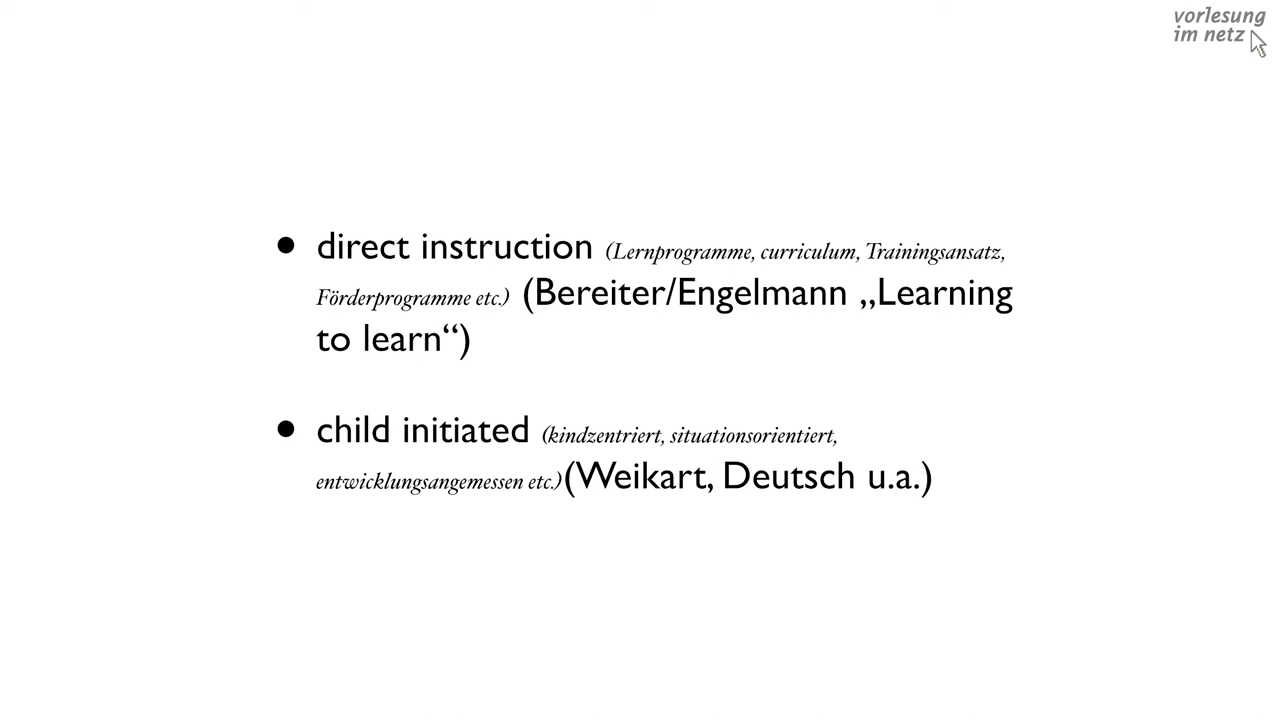 vorlesung
im netz
• direct instruction (Lernprogramme, curriculum, Trainingsansatz,
Förderprogramme etc.) (Bereiter/Engelmann „Learning
to learn“)
• child initiated (kindzentriert, situationsorientiert,
entwicklungsangemessen etc.)(Weikart, Deutsch u.a.)